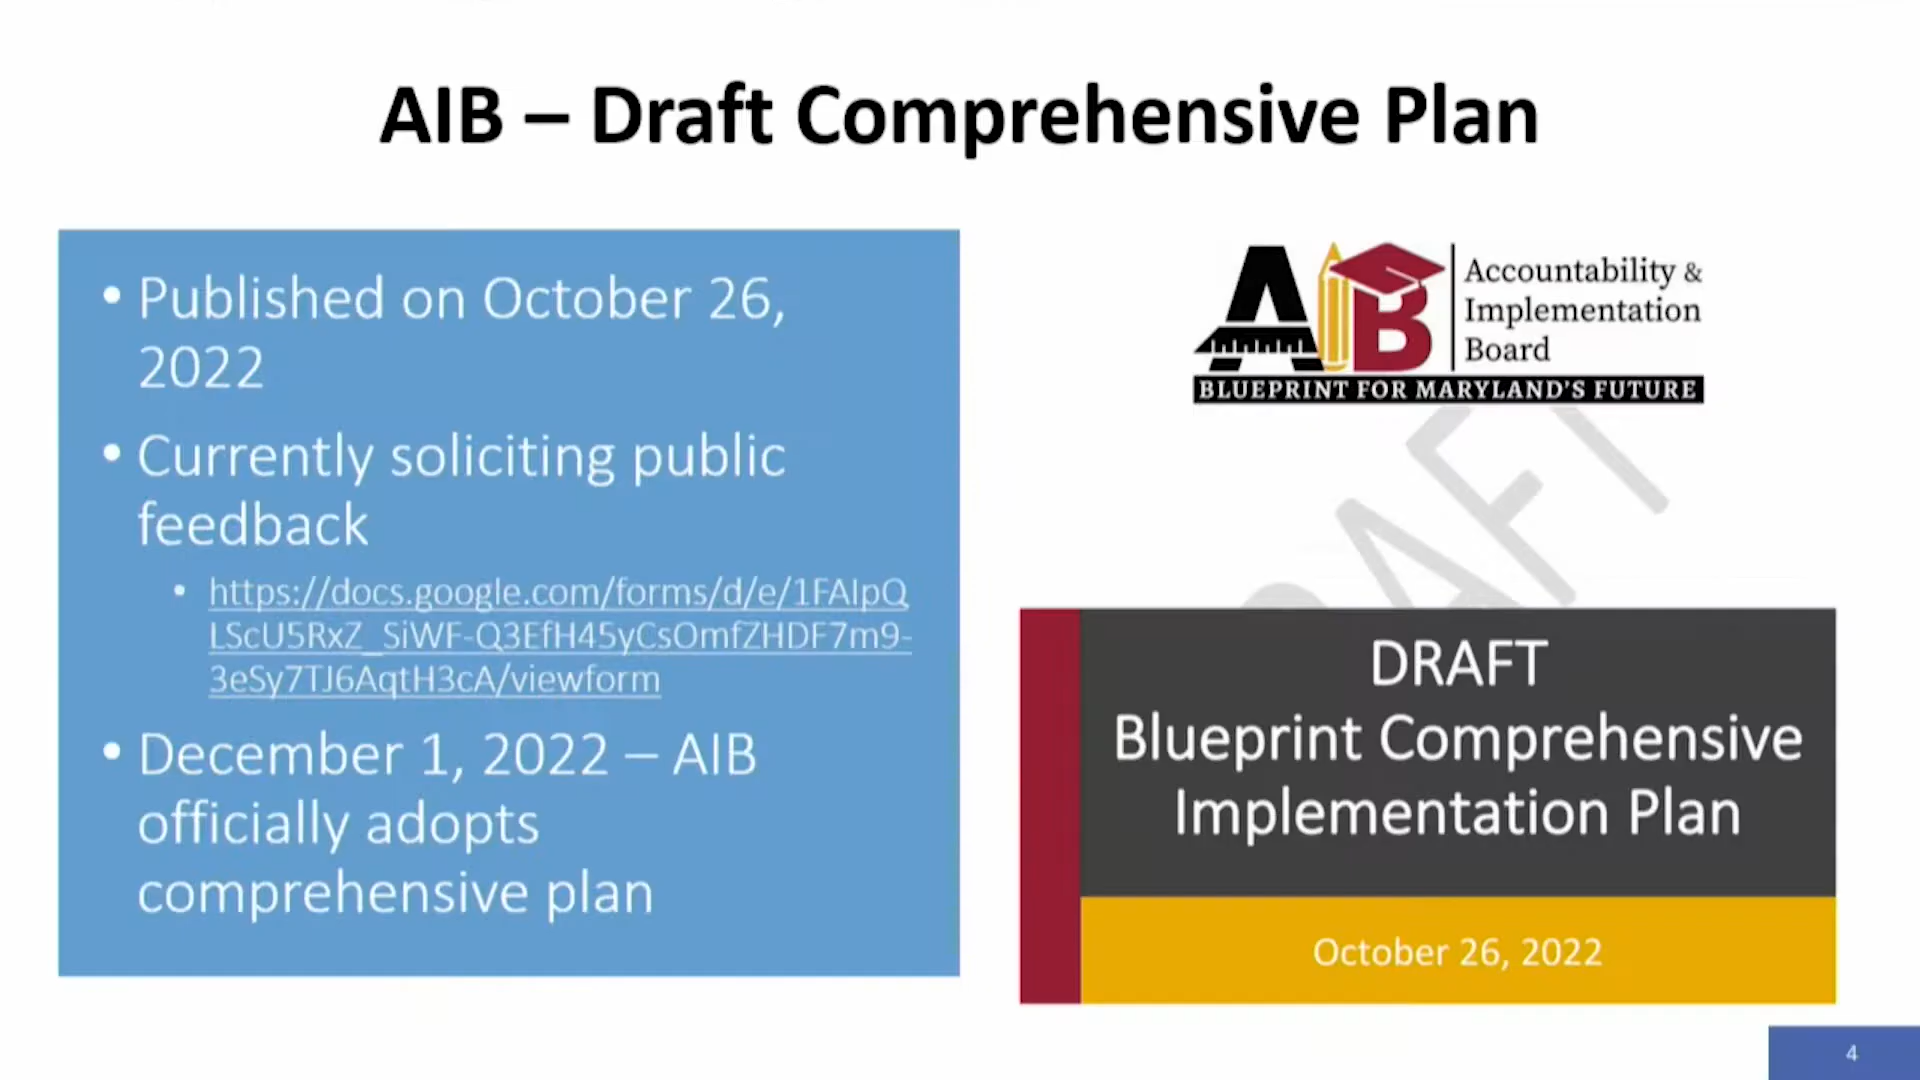 AIB – Draft Comprehensive Plan
• Published on October 26,
2022
• Currently soliciting public
feedback
• https://docs.google.com/forms/d/e/1FAIpQ
LScU5RxZ_SiWF-Q3EfH45yCsOmfZHDF7m9-
3eSy7TJ6AqtH3cA/viewform
• December 1, 2022 – AIB
officially adopts
comprehensive plan
AIB
Accountability &
Implementation
Board
BLUEPRINT FOR MARYLAND'S FUTURE
DRAFT
DRAFT
Blueprint Comprehensive
Implementation Plan
October 26, 2022
4